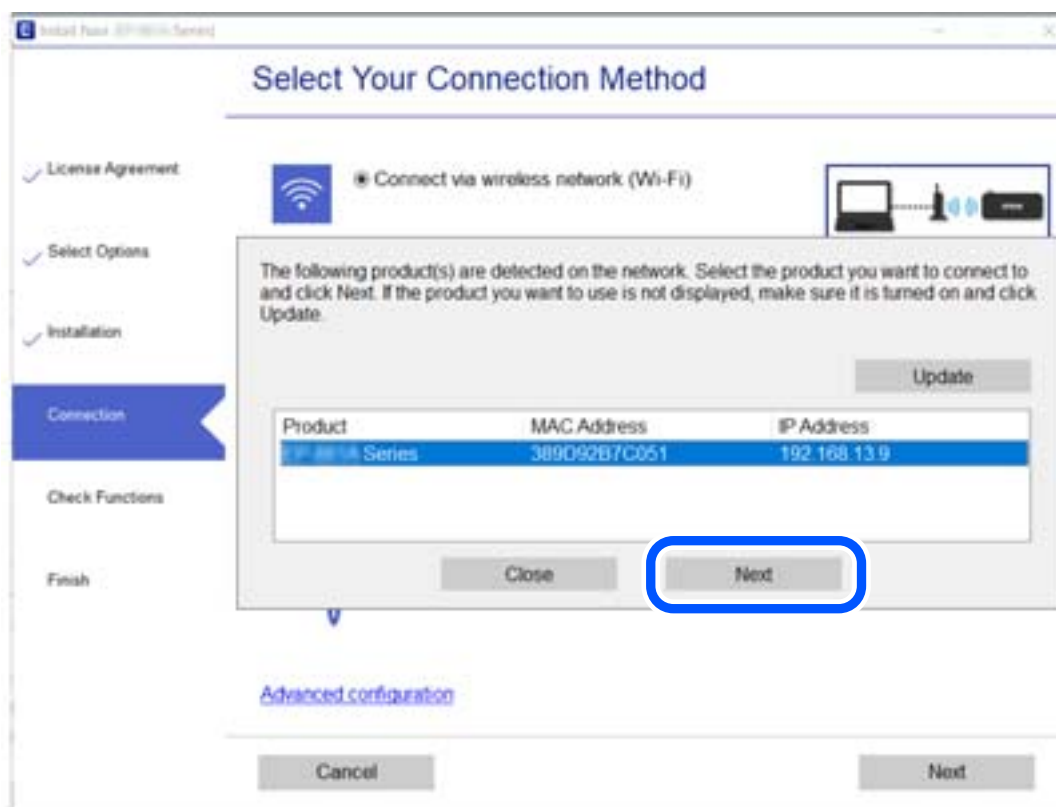 Install Navi
Series]
Select Your Connection Method
License Agreement
Select Options
Installation
Connection
Check Functions
Finish
Connect via wireless network (Wi-Fi)
The following product(s) are detected on the network. Select the product you want to connect to
and click Next. If the product you want to use is not displayed, make sure it is turned on and click
Update.
Update
Product MAC Address IP Address
Series 389D92B7C051 192.168.13.9
Close Next
Advanced configuration
Cancel Next